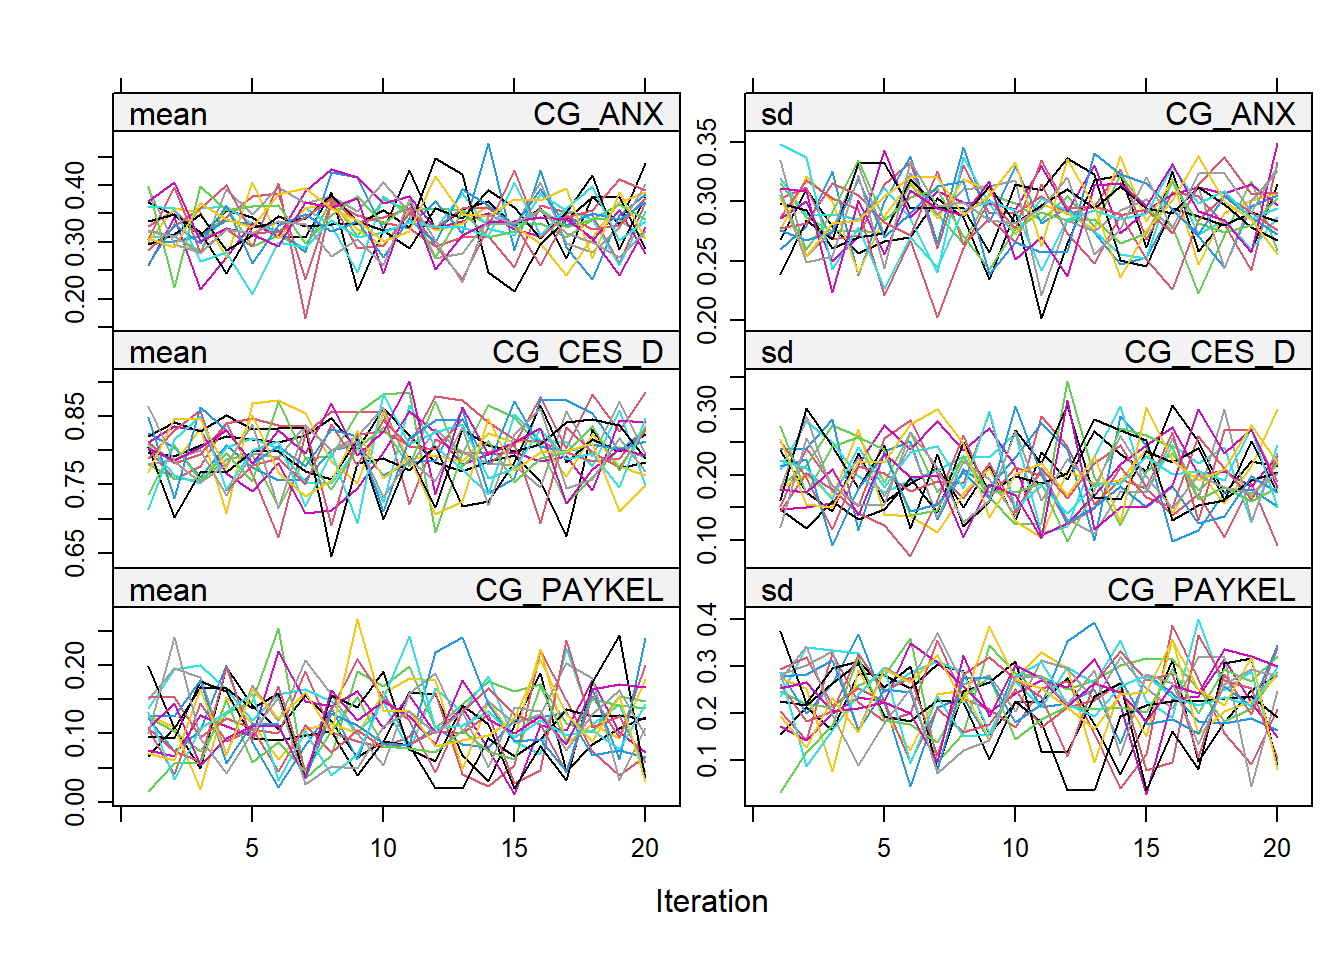 mean CG_ANX sd CG_ANX
0.20 0.30 0.40
0.20 0.25 0.30 0.35
mean CG_CES_D sd CG_CES_D
0.65 0.75 0.85
0.10 0.20 0.30
mean CG_PAYKEL sd CG_PAYKEL
0.00 0.10 0.20
0.1 0.2 0.3 0.4
5 10 15 20 5 10 15 20
Iteration